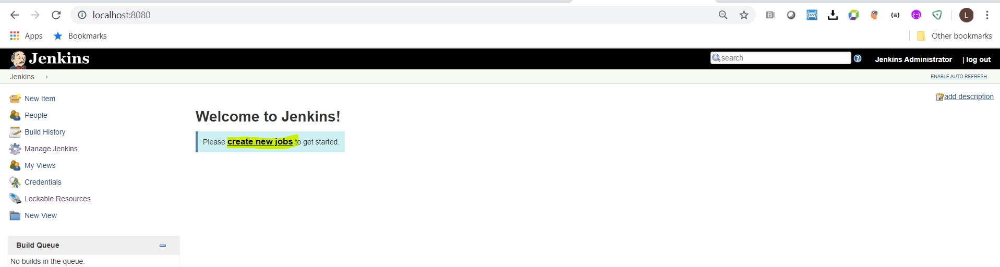 localhost:8080
L
Apps
Bookmarks
Other bookmarks
Jenkins
search
Jenkins Administrator
| log out
Jenkins
ENABLE AUTO REFRESH
New Item
add description
People
Welcome to Jenkins!
Build History
Please create new jobs to get started.
Manage Jenkins
My Views
Credentials
Lockable Resources
New View
Build Queue
No builds in the queue.